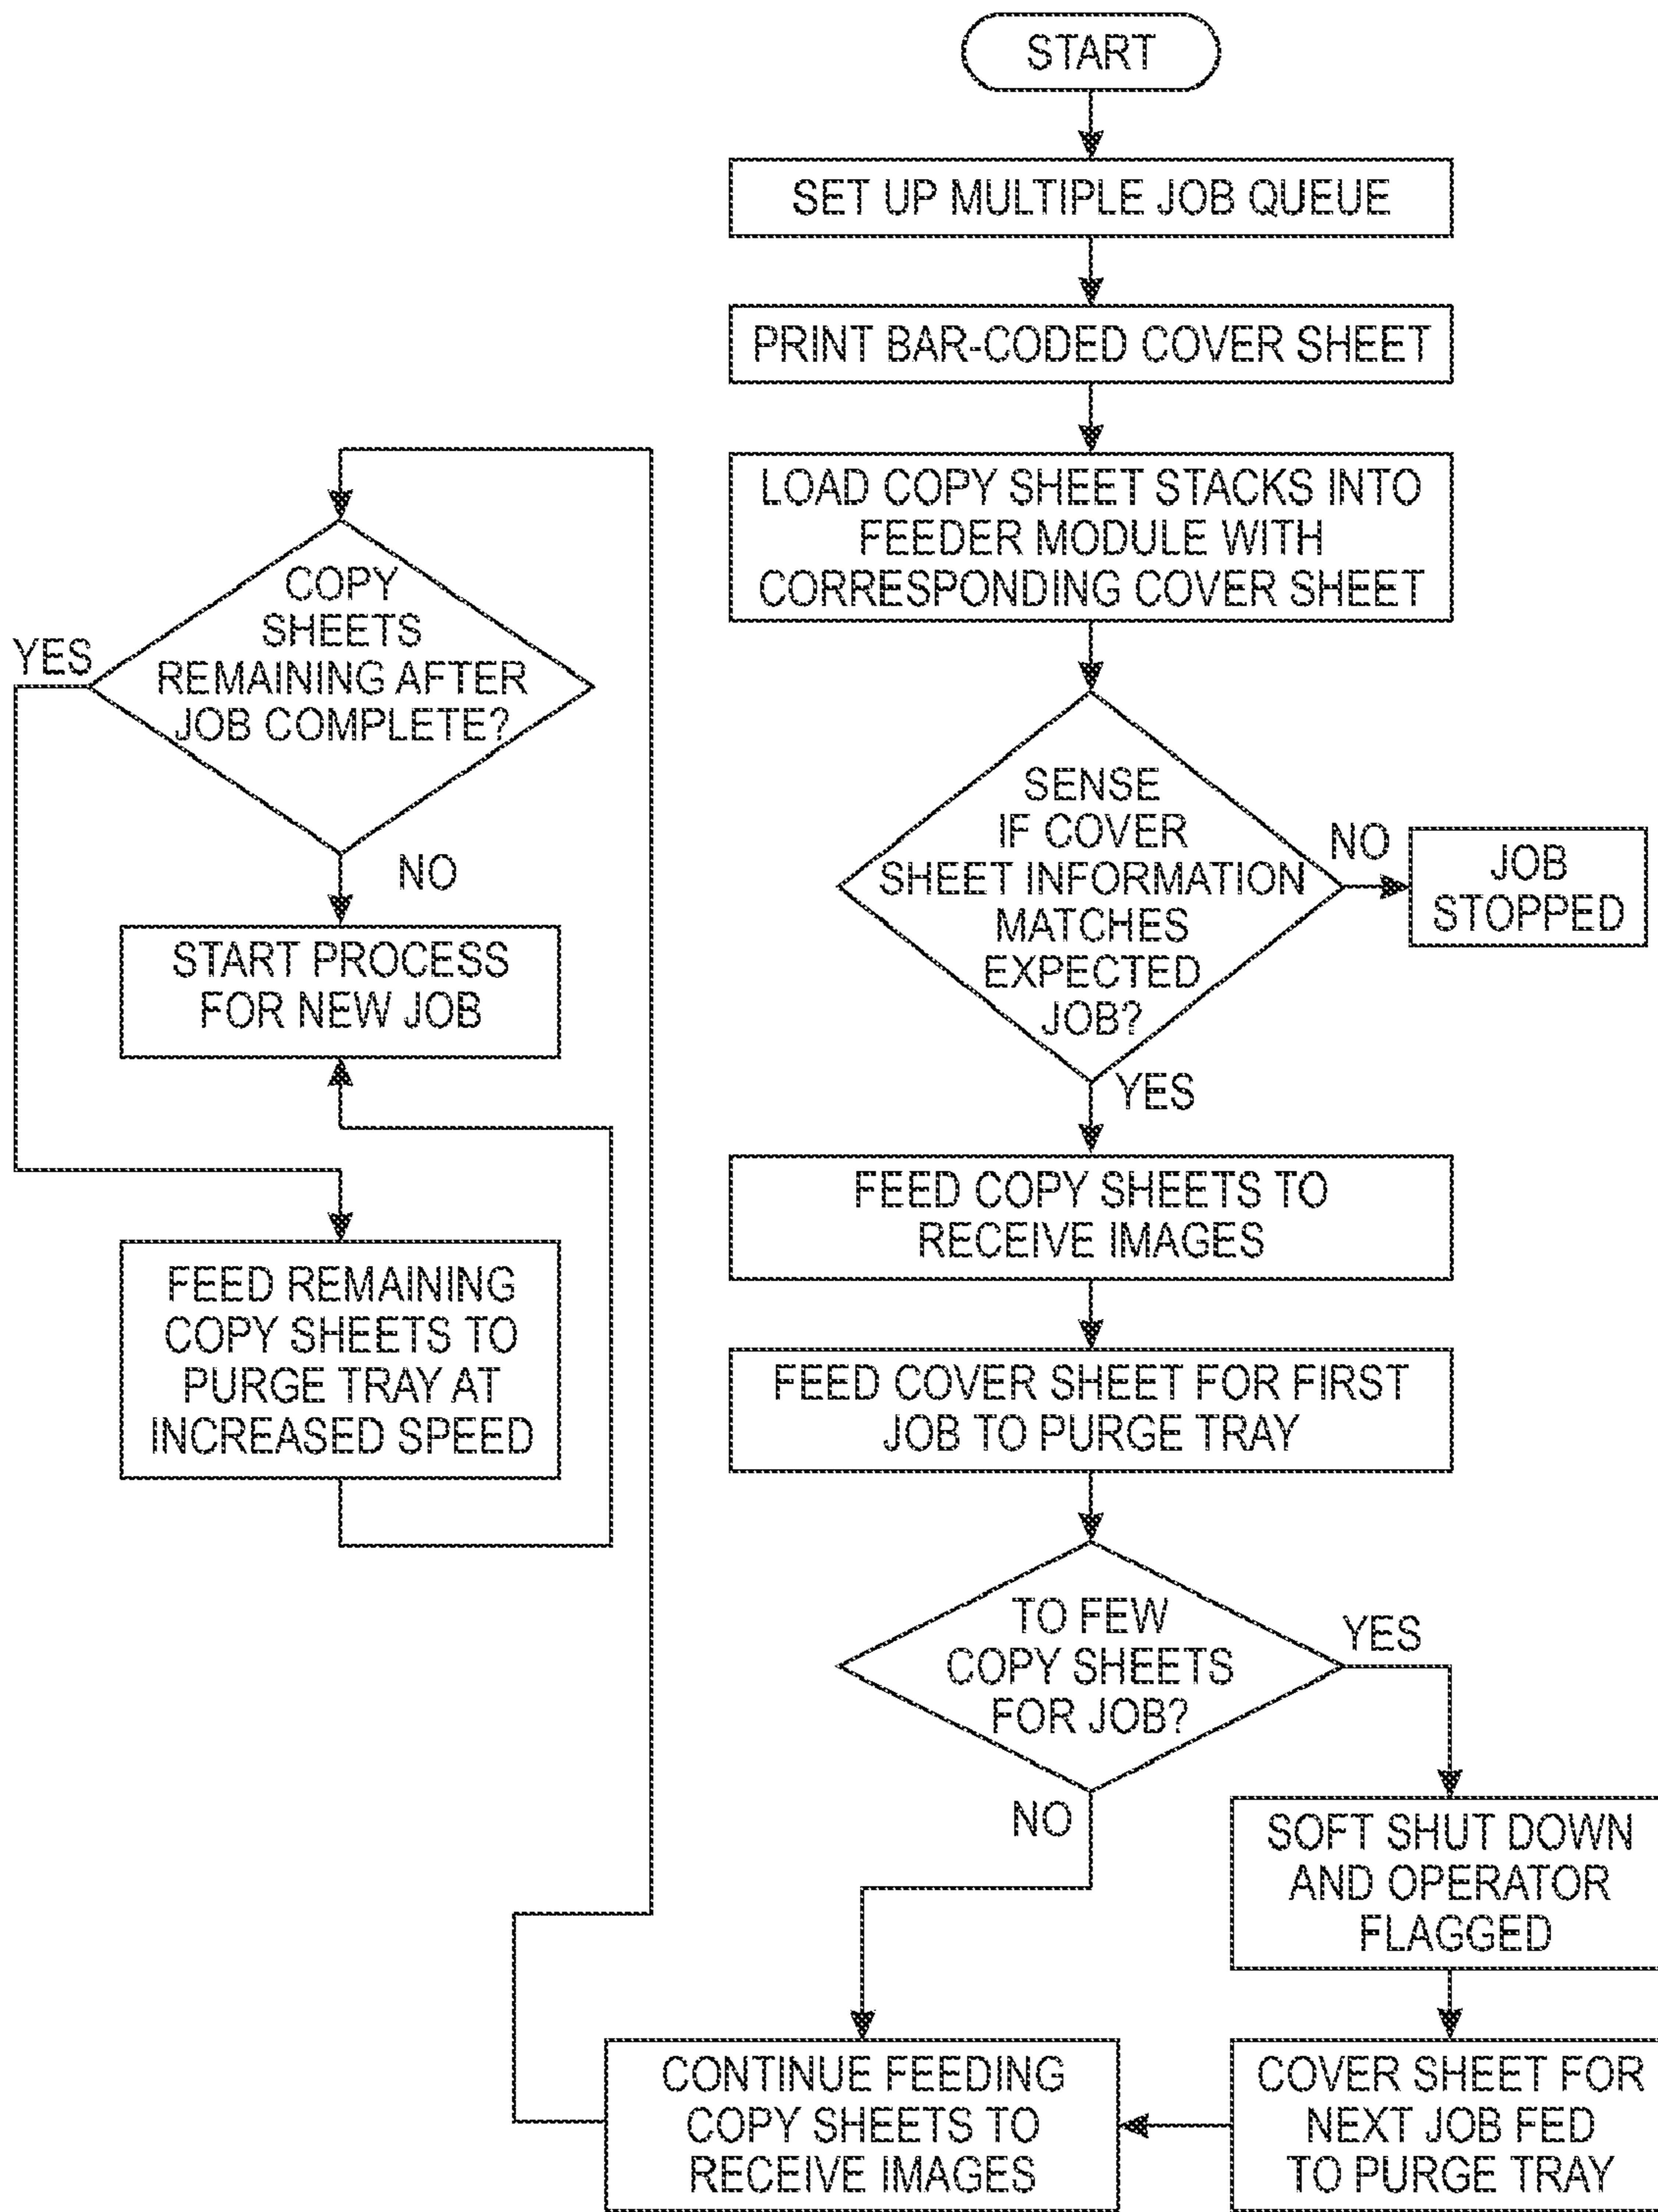 START
SET UP MULTIPLE JOB QUEUE
PRINT BAR-CODED COVER SHEET
LOAD COPY SHEET STACKS INTO
FEEDER MODULE WITH
CORRESPONDING COVER SHEET
SENSE
IF COVER
SHEET INFORMATION
MATCHES
EXPECTED
JOB?
NO
JOB
STOPPED
YES
FEED COPY SHEETS TO
RECEIVE IMAGES
FEED COVER SHEET FOR FIRST
JOB TO PURGE TRAY
TO FEW
COPY SHEETS
FOR JOB?
YES
SOFT SHUT DOWN
AND OPERATOR
FLAGGED
COVER SHEET FOR
NEXT JOB FED
TO PURGE TRAY
NO
CONTINUE FEEDING
COPY SHEETS TO
RECEIVE IMAGES
COPY
SHEETS
REMAINING AFTER
JOB COMPLETE?
NO
START PROCESS
FOR NEW JOB
YES
FEED REMAINING
COPY SHEETS TO
PURGE TRAY AT
INCREASED SPEED